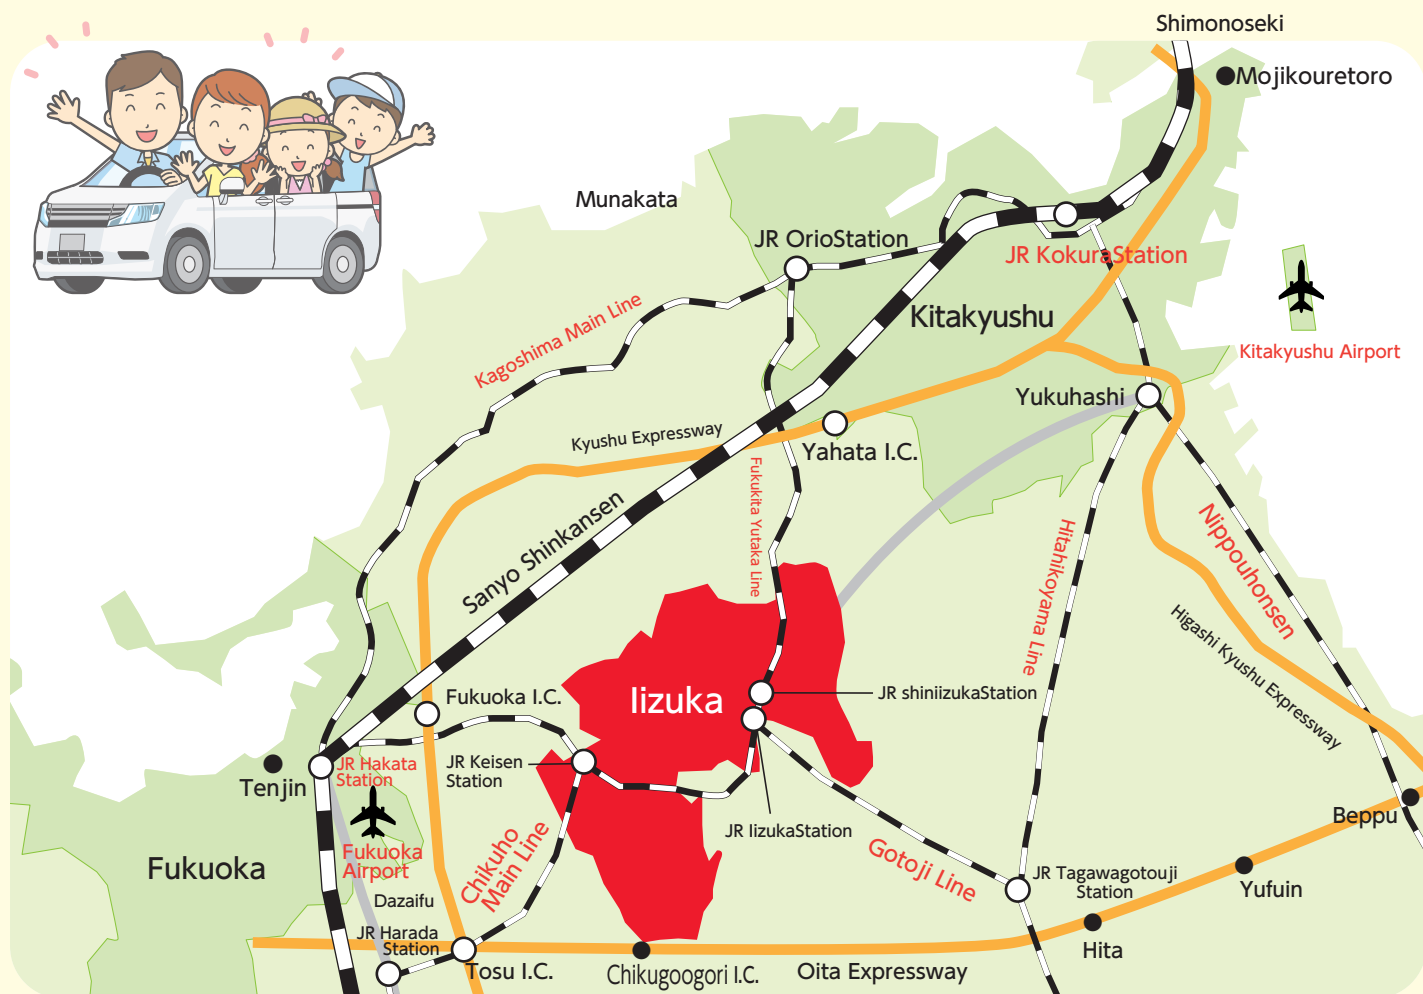 Shimonoseki
Mojikouretoro
Munakata
JR OrioStation
JR KokuraStation
Kagoshima Main Line
Kitakyushu
Kitakyushu Airport
Yukuhashi
Kyushu Expressway
Yahata I.C.
Fukukita Yutaka Line
Sanyo Shinkansen
Hitahikoyama Line
Nippouhonsen
Higashi Kyushu Expressway
Iizuka
JR shiniizukaStation
Fukuoka I.C.
JR Keisen
Station
JR Hakata
Station
Tenjin
JR IizukaStation
Beppu
Fukuoka
Fukuoka
Airport
Chikuho
Main Line
Gotoji Line
JR Tagawagotouji
Station
Yufuin
Dazaifu
JR Harada
Station
Hita
Tosu I.C.
Chikugoogori I.C.
Oita Expressway